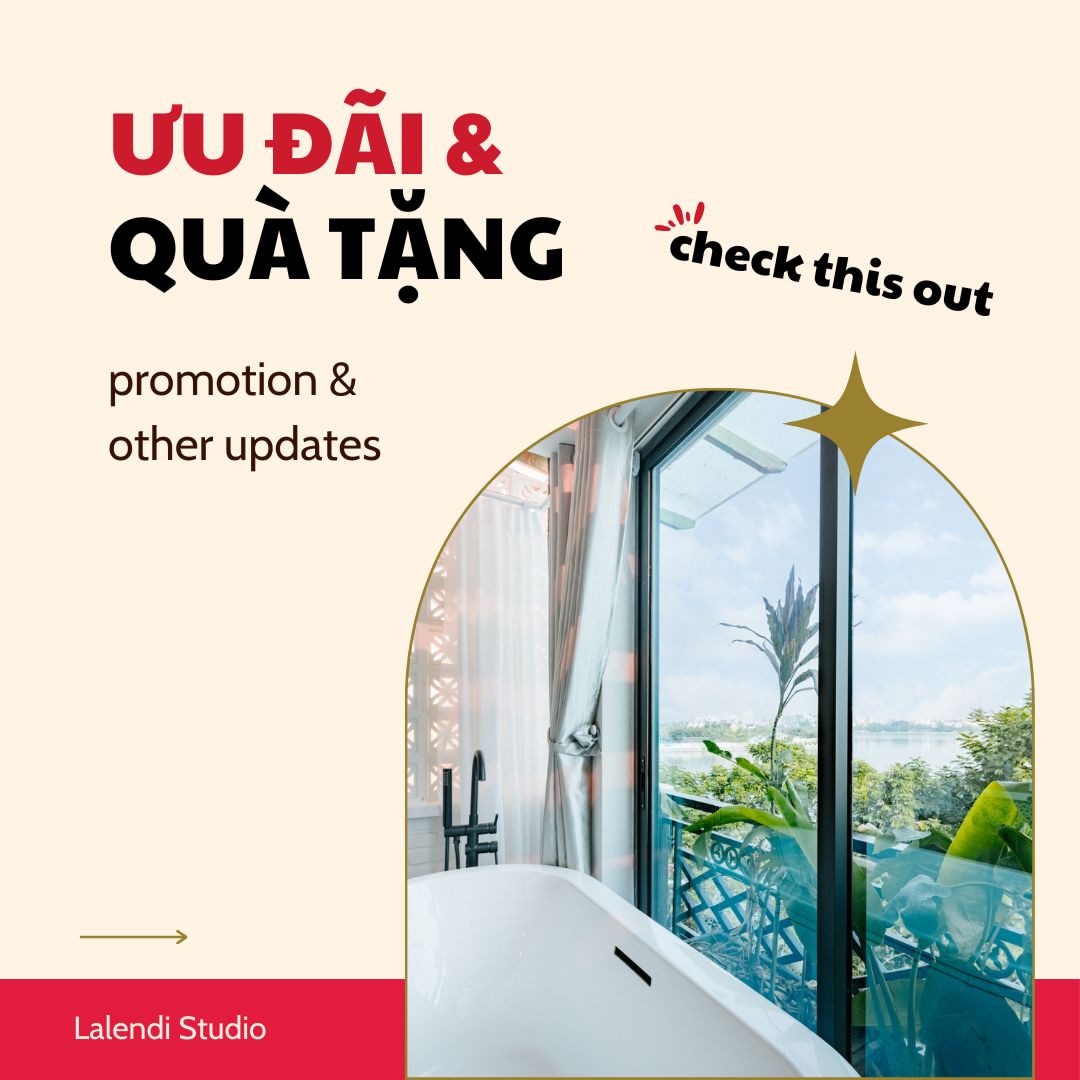 ƯU ĐÃI &
QUÀ TẶNG
check this out
promotion &
other updates
Lalendi Studio